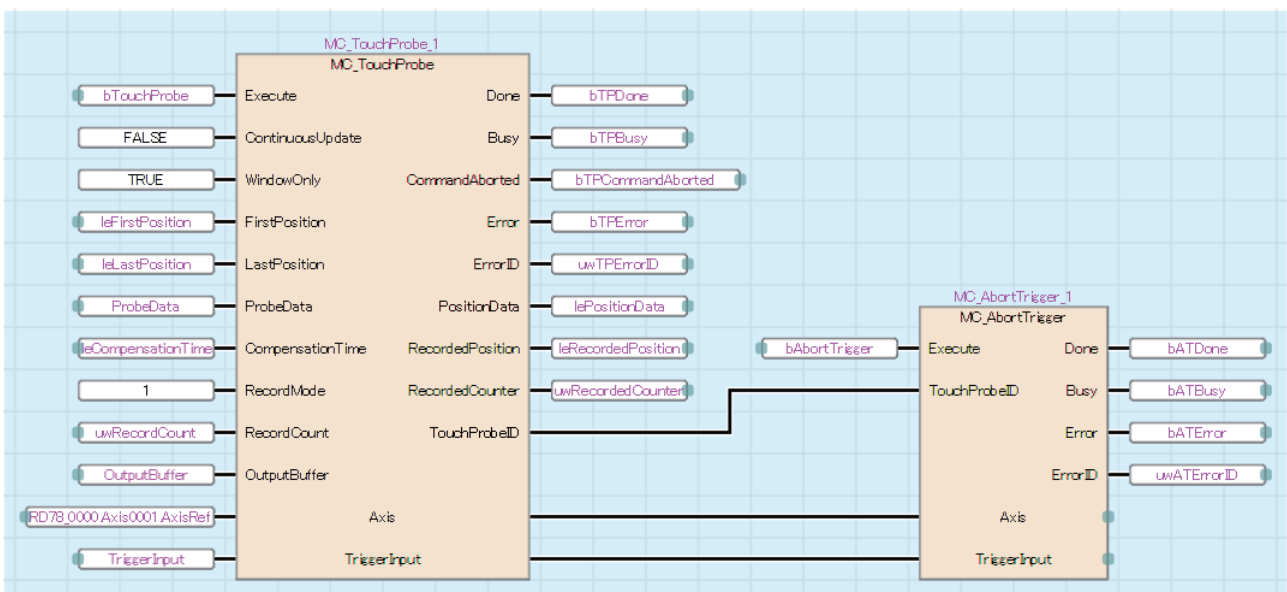 MC_TouchProbe_1
MC_TouchProbe
bTouchProbe Execute Done bTPDone
FALSE ContinuousUpdate Busy bTPBusy
TRUE WindowOnly CommandAborted bTPCommandAborted
leFirstPosition FirstPosition Error bTPError
leLastPosition LastPosition ErrorID uwTPErrorID
ProbeData ProbeData PositionData lePositionData
MC_AbortTrigger_1
MC_AbortTrigger
leCompensationTime CompensationTime RecordedPosition leRecordedPosition bAbortTrigger Execute Done bATDone
1 RecordMode RecordedCounter uwRecordedCounter TouchProbeID Busy bATBusy
uwRecordCount RecordCount TouchProbeID Error bATError
OutputBuffer OutputBuffer ErrorID uwATErrorID
RD78_0000.Axis0001.AxisRef Axis Axis
TriggerInput TriggerInput TriggerInput